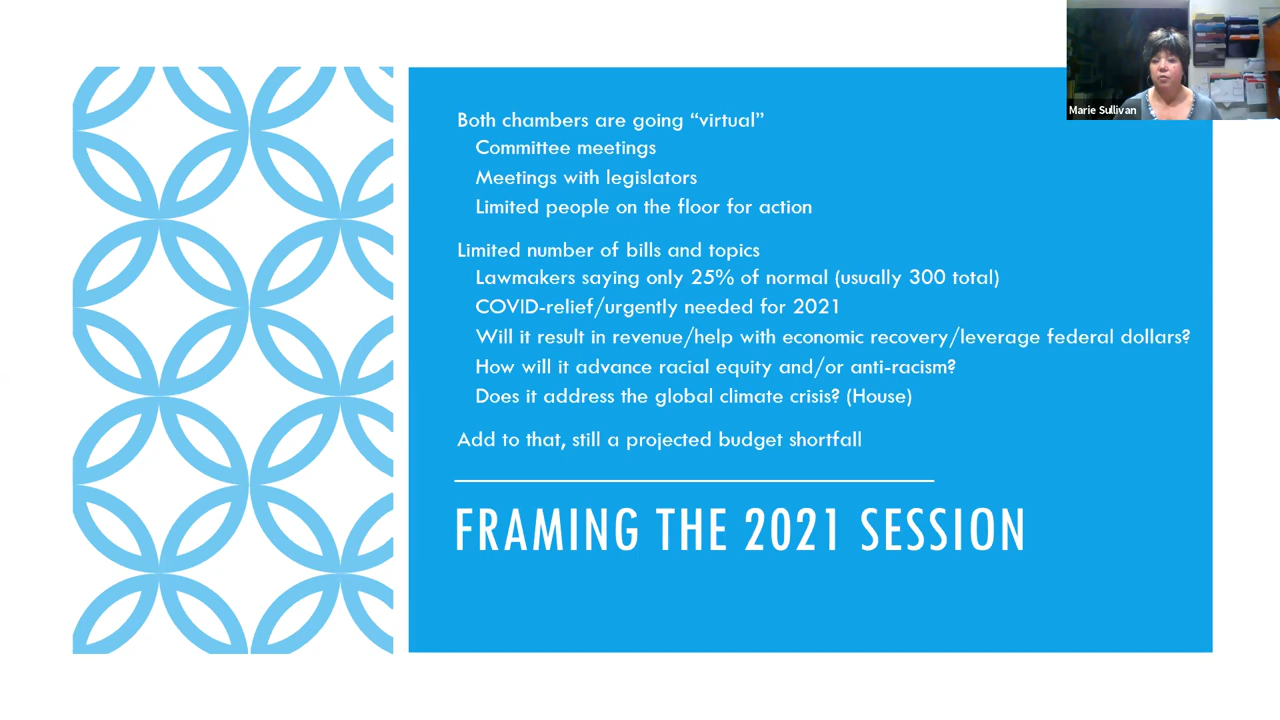 Marie Sullivan
Both chambers are going “virtual”
Committee meetings
Meetings with legislators
Limited people on the floor for action
Limited number of bills and topics
Lawmakers saying only 25% of normal (usually 300 total)
COVID-relief/urgently needed for 2021
Will it result in revenue/help with economic recovery/leverage federal dollars?
How will it advance racial equity and/or anti-racism?
Does it address the global climate crisis? (House)
Add to that, still a projected budget shortfall
FRAMING THE 2021 SESSION